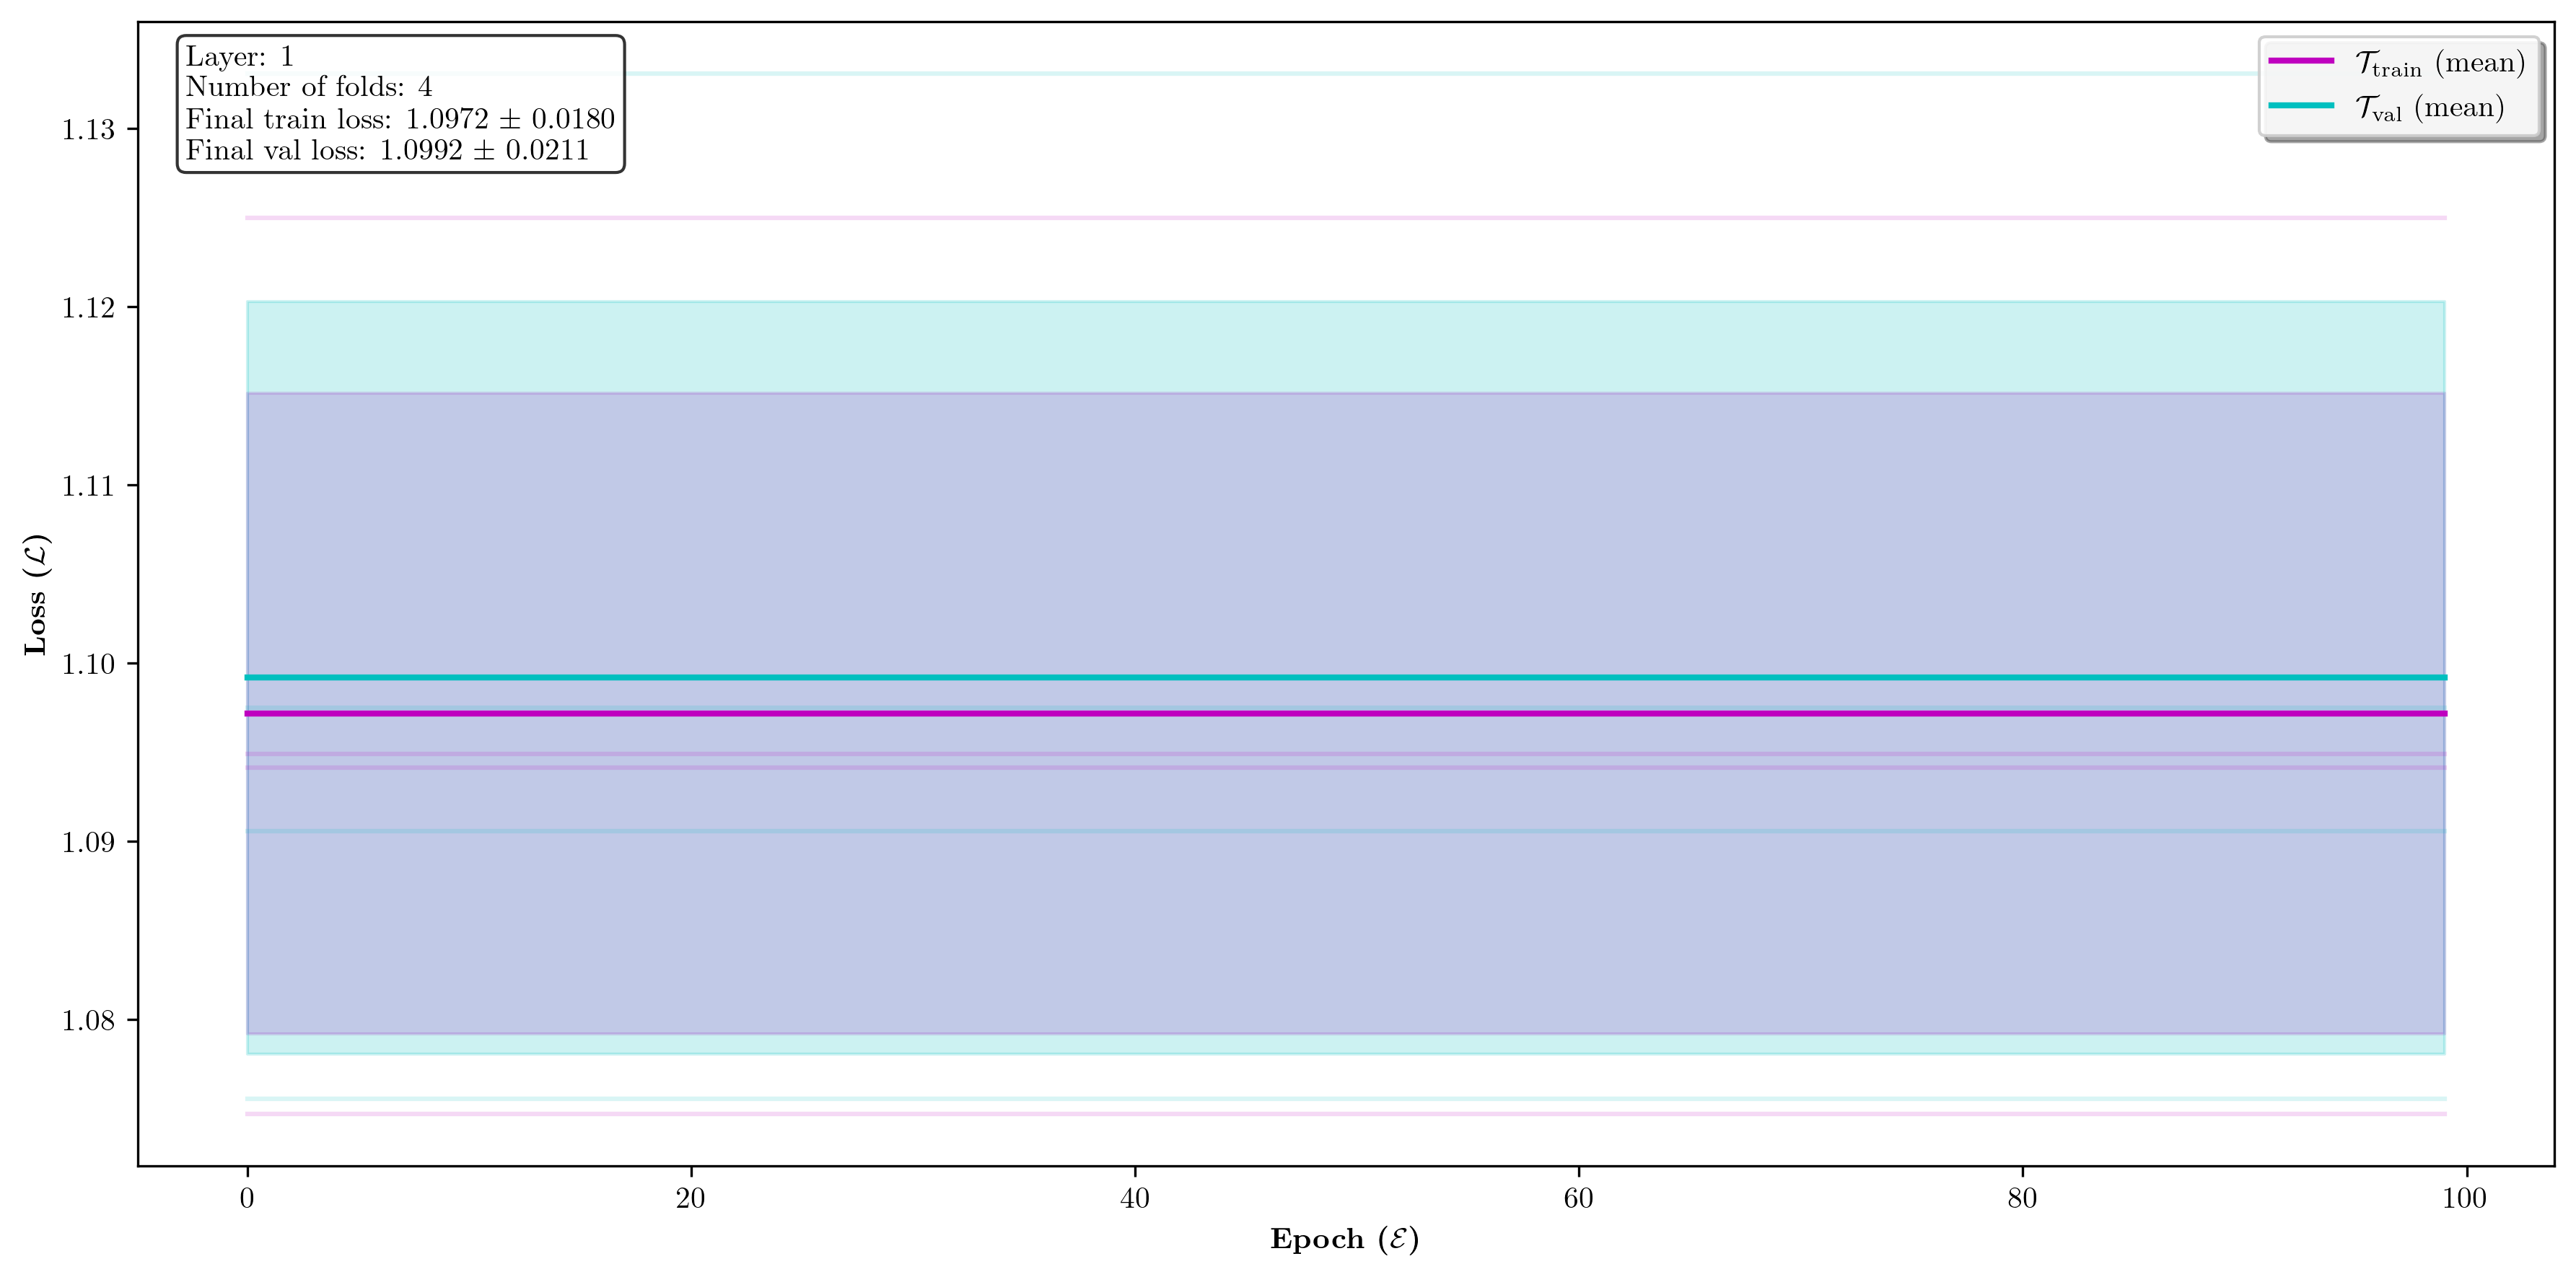 Layer: 1
Number of folds: 4
Final train loss: 1.0972 ± 0.0180
Final val loss: 1.0992 ± 0.0211
𝒯train (mean)
𝒯val (mean)
1.13
1.12
1.11
1.10
1.09
1.08
Loss (ℒ)
0 20 40 60 80 100
Epoch (ℰ)